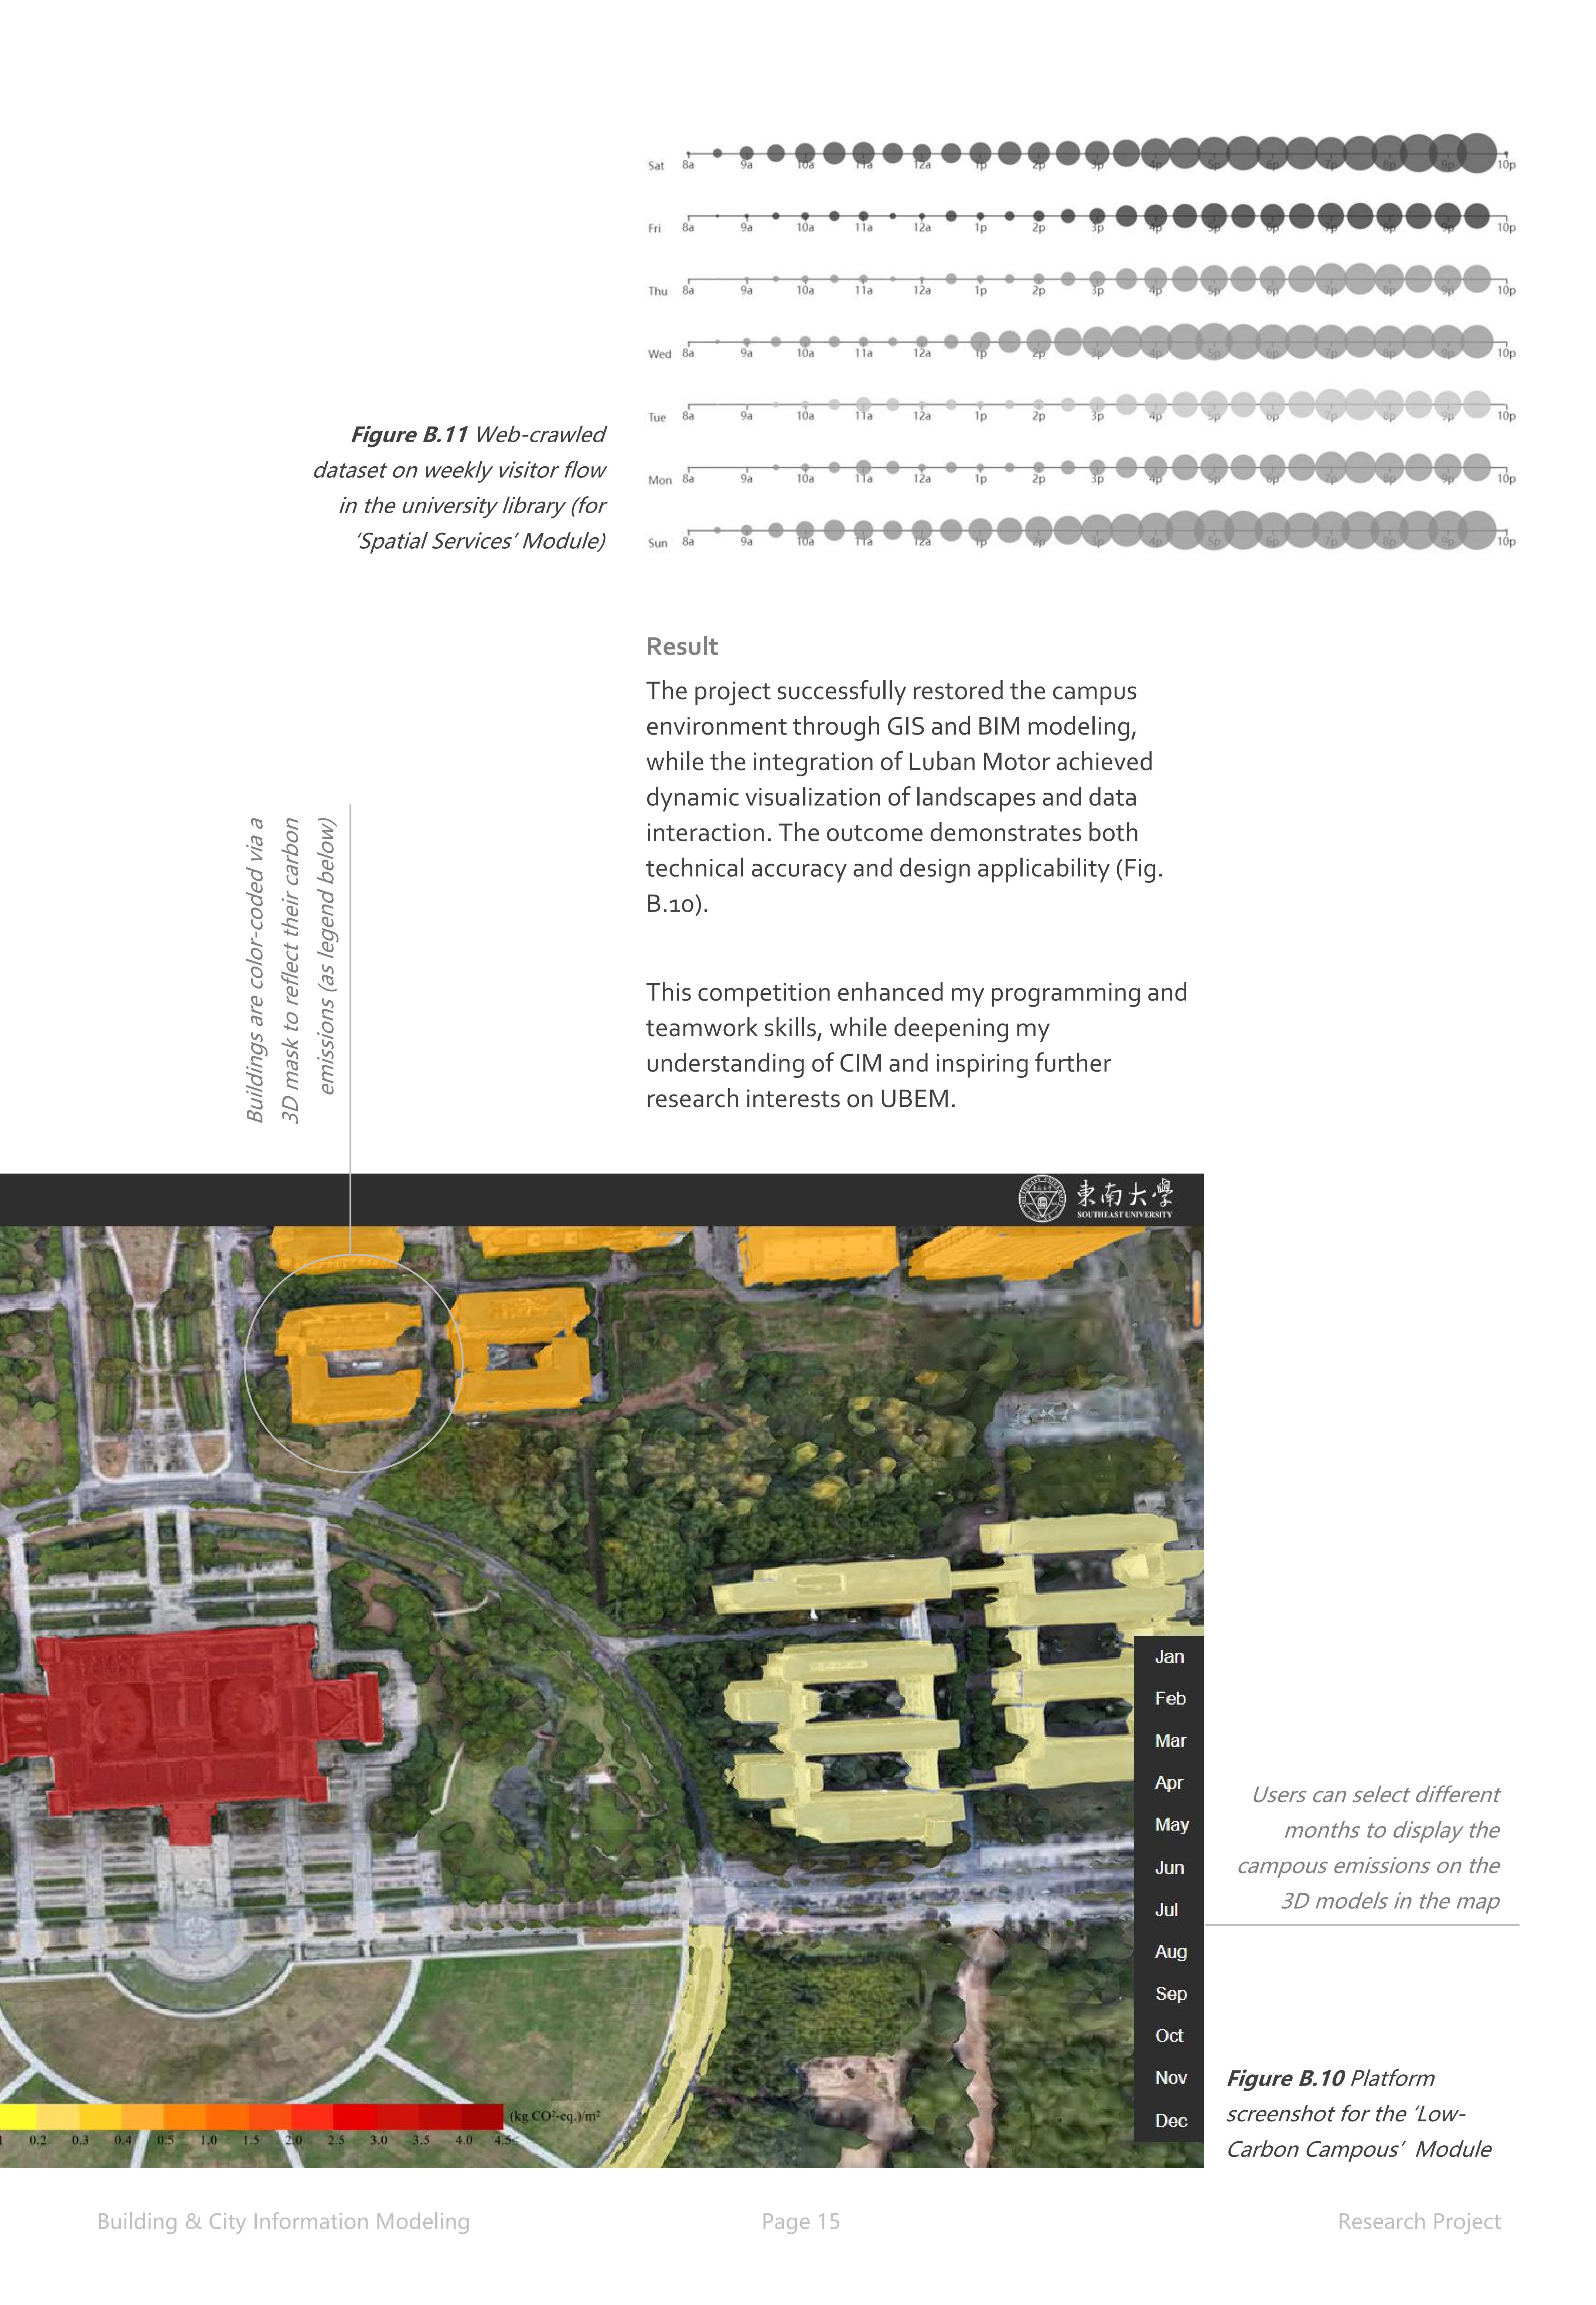 Sat 8a 9a 10a 11a 12a 1p 2p 3p 4p 5p 6p 7p 8p 9p 10p
Fri 8a 9a 10a 11a 12a 1p 2p 3p 4p 5p 6p 7p 8p 9p 10p
Thu 8a 9a 10a 11a 12a 1p 2p 3p 4p 5p 6p 7p 8p 9p 10p
Wed 8a 9a 10a 11a 12a 1p 2p 3p 4p 5p 6p 7p 8p 9p 10p
Tue 8a 9a 10a 11a 12a 1p 2p 3p 4p 5p 6p 7p 8p 9p 10p
Mon 8a 9a 10a 11a 12a 1p 2p 3p 4p 5p 6p 7p 8p 9p 10p
Sun 8a 9a 10a 11a 12a 1p 2p 3p 4p 5p 6p 7p 8p 9p 10p
Figure B.11 Web-crawled
dataset on weekly visitor flow
in the university library (for
‘Spatial Services’ Module)
Result
The project successfully restored the campus
environment through GIS and BIM modeling,
while the integration of Luban Motor achieved
dynamic visualization of landscapes and data
interaction. The outcome demonstrates both
technical accuracy and design applicability (Fig.
B.10).
This competition enhanced my programming and
teamwork skills, while deepening my
understanding of CIM and inspiring further
research interests on UBEM.
Buildings are color-coded via a
3D mask to reflect their carbon
emissions (as legend below)
東南大學
SOUTHEAST UNIVERSITY
Jan
Feb
Mar
Apr
May
Jun
Jul
Aug
Sep
Oct
Nov
Dec
Users can select different
months to display the
campous emissions on the
3D models in the map
Figure B.10 Platform
screenshot for the ‘Low-
Carbon Campous’ Module
(kg CO²-eq.)/m²
0.2 0.3 0.4 0.5 1.0 1.5 2.0 2.5 3.0 3.5 4.0 4.5<
Building & City Information Modeling
Page 15
Research Project